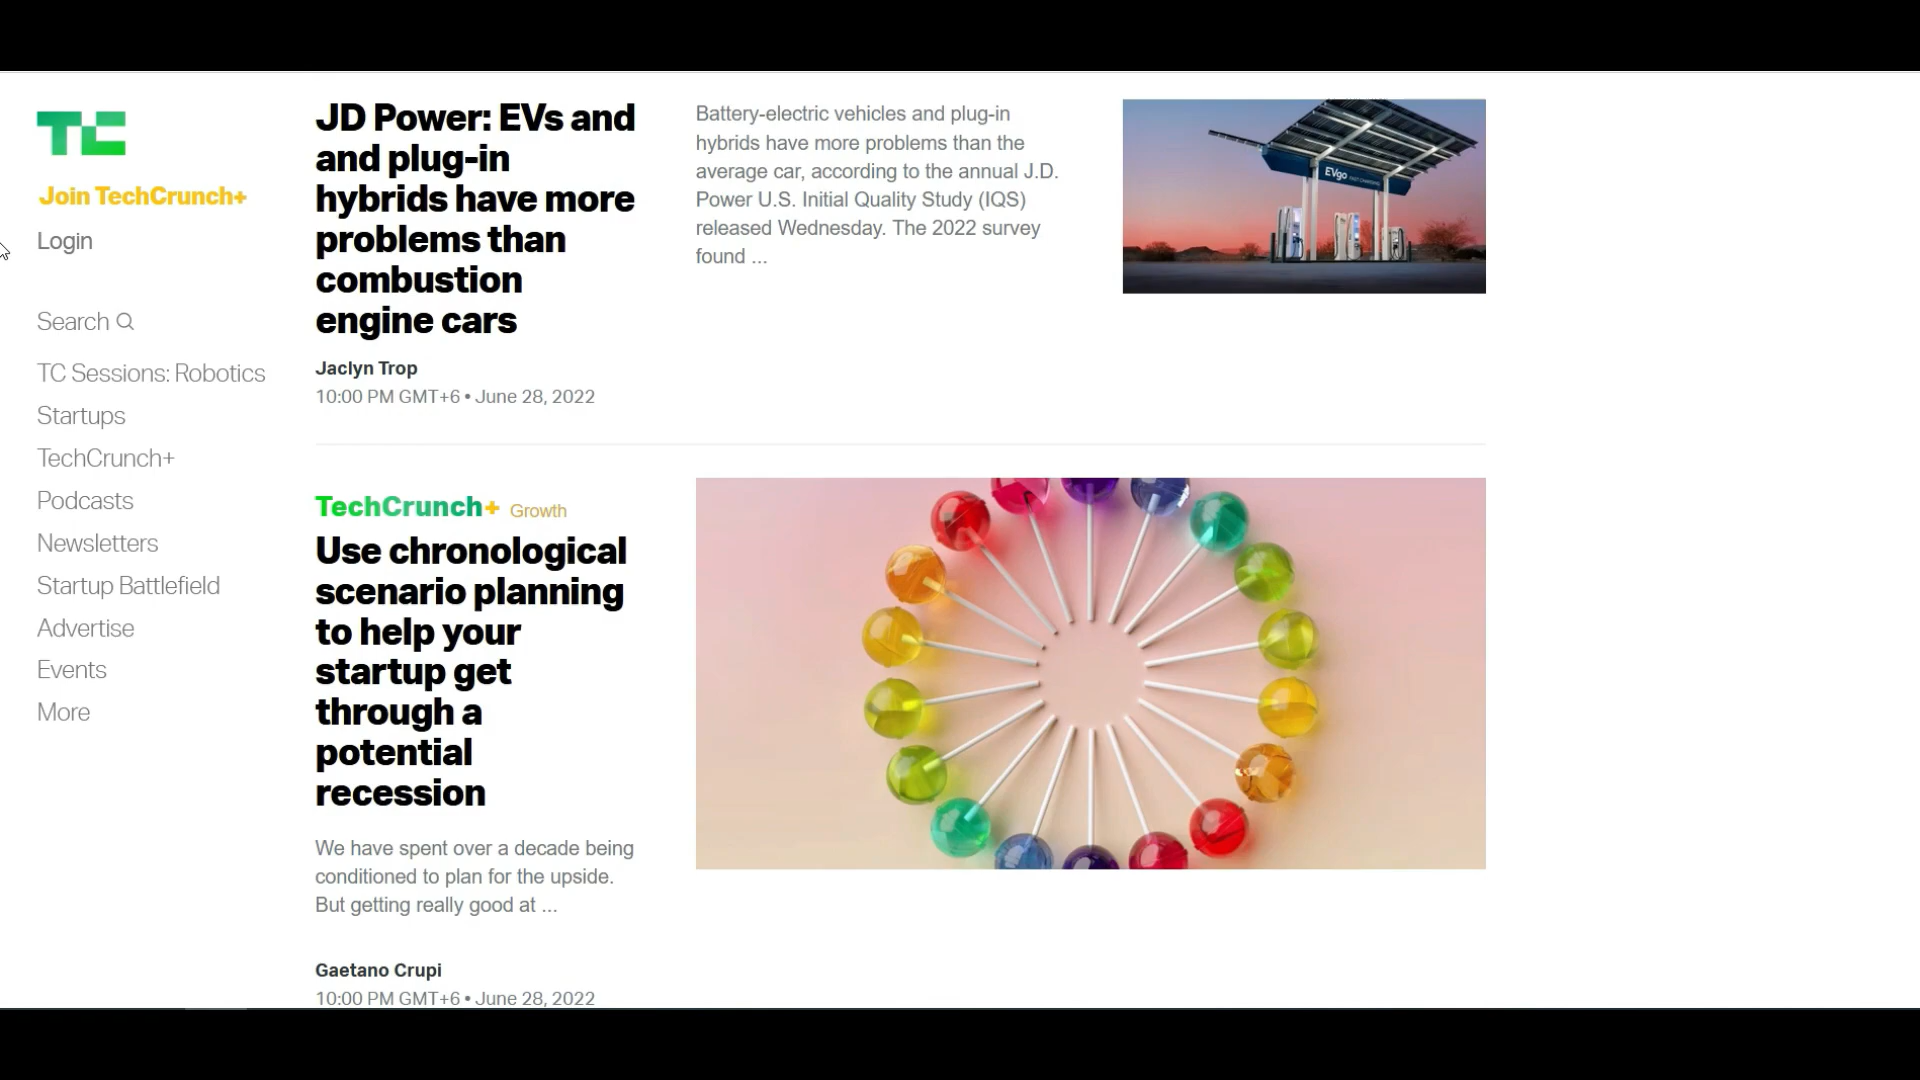 TC
Join TechCrunch+
Login
Search
TC Sessions: Robotics
Startups
TechCrunch+
Podcasts
Newsletters
Startup Battlefield
Advertise
Events
More
JD Power: EVs and
and plug-in
hybrids have more
problems than
combustion
engine cars
Jaclyn Trop
10:00 PM GMT+6 • June 28, 2022
Battery-electric vehicles and plug-in
hybrids have more problems than the
average car, according to the annual J.D.
Power U.S. Initial Quality Study (IQS)
released Wednesday. The 2022 survey
found ...
EVgo FAST CHARGING
TechCrunch+ Growth
Use chronological
scenario planning
to help your
startup get
through a
potential
recession
We have spent over a decade being
conditioned to plan for the upside.
But getting really good at ...
Gaetano Crupi
10:00 PM GMT+6 • June 28, 2022